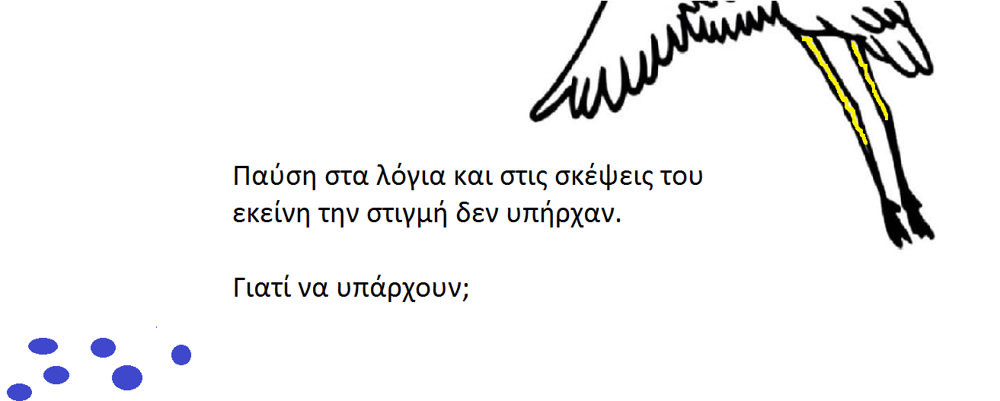 Παύση στα λόγια και στις σκέψεις του
εκείνη την στιγμή δεν υπήρχαν.
Γιατί να υπάρχουν;